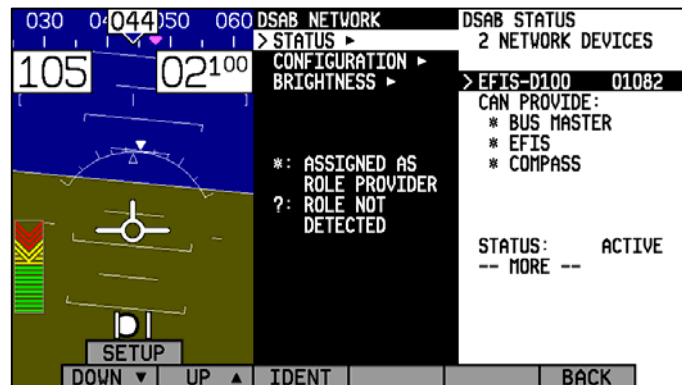 030 04 044 050 060
105 02100
SETUP
DSAB NETWORK
> STATUS ►
CONFIGURATION ►
BRIGHTNESS ►
*: ASSIGNED AS
ROLE PROVIDER
?: ROLE NOT
DETECTED
DSAB STATUS
2 NETWORK DEVICES
> EFIS-D100 01082
CAN PROVIDE:
* BUS MASTER
* EFIS
* COMPASS
STATUS: ACTIVE
-- MORE --
DOWN ▼ UP ▲ IDENT BACK